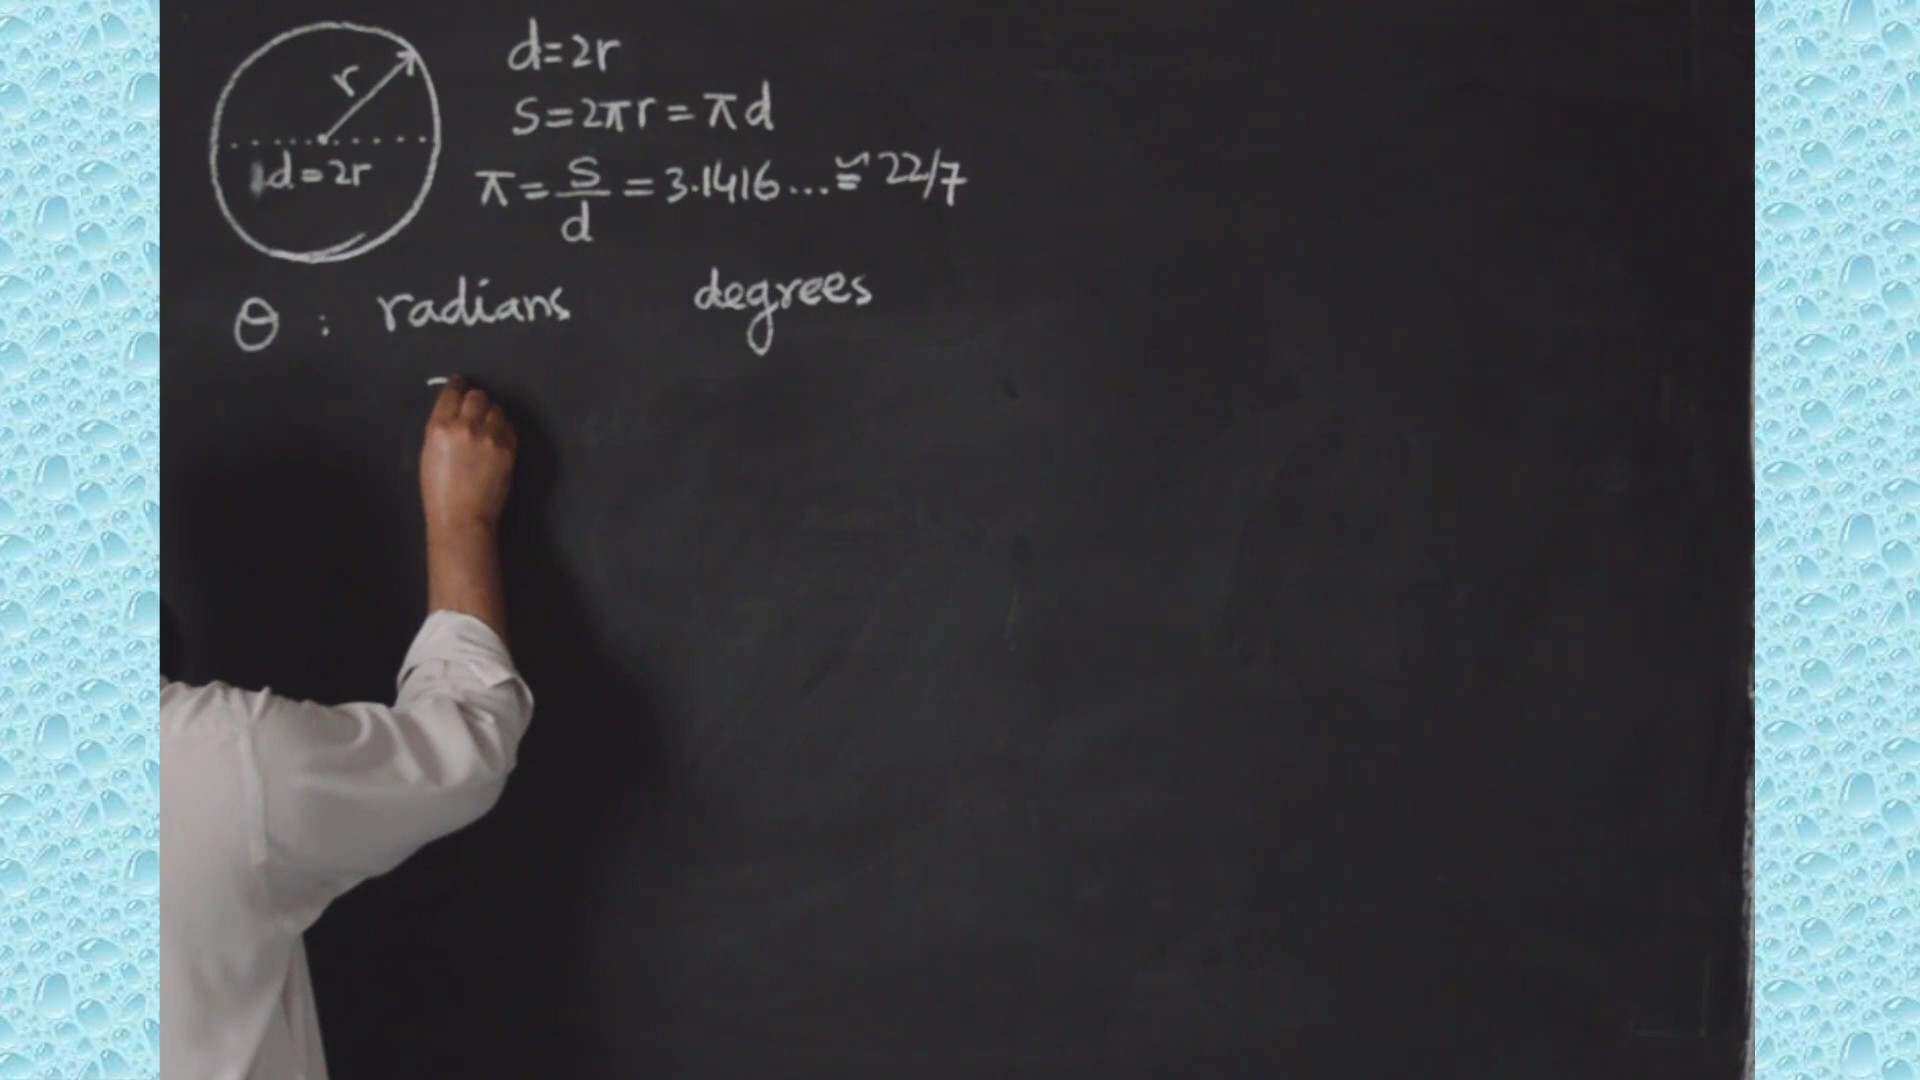 r
d=2r
d=2r
S=2πr=πd
π=S/d=3.1416...≌22/7
θ: radians degrees